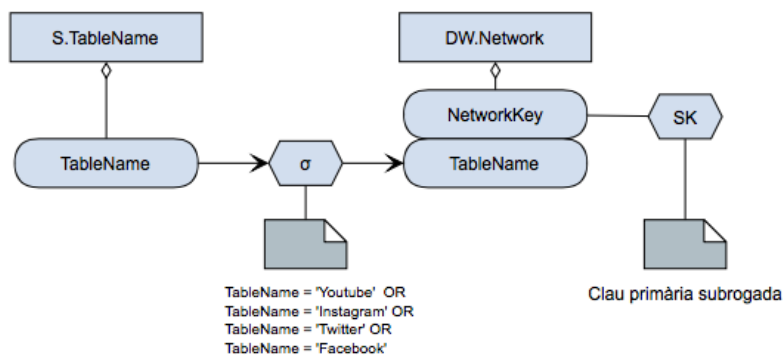 S.TableName
DW.Network
NetworkKey
SK
TableName
σ
TableName
TableName = 'Youtube' OR
TableName = 'Instagram' OR
TableName = 'Twitter' OR
TableName = 'Facebook'
Clau primària subrogada